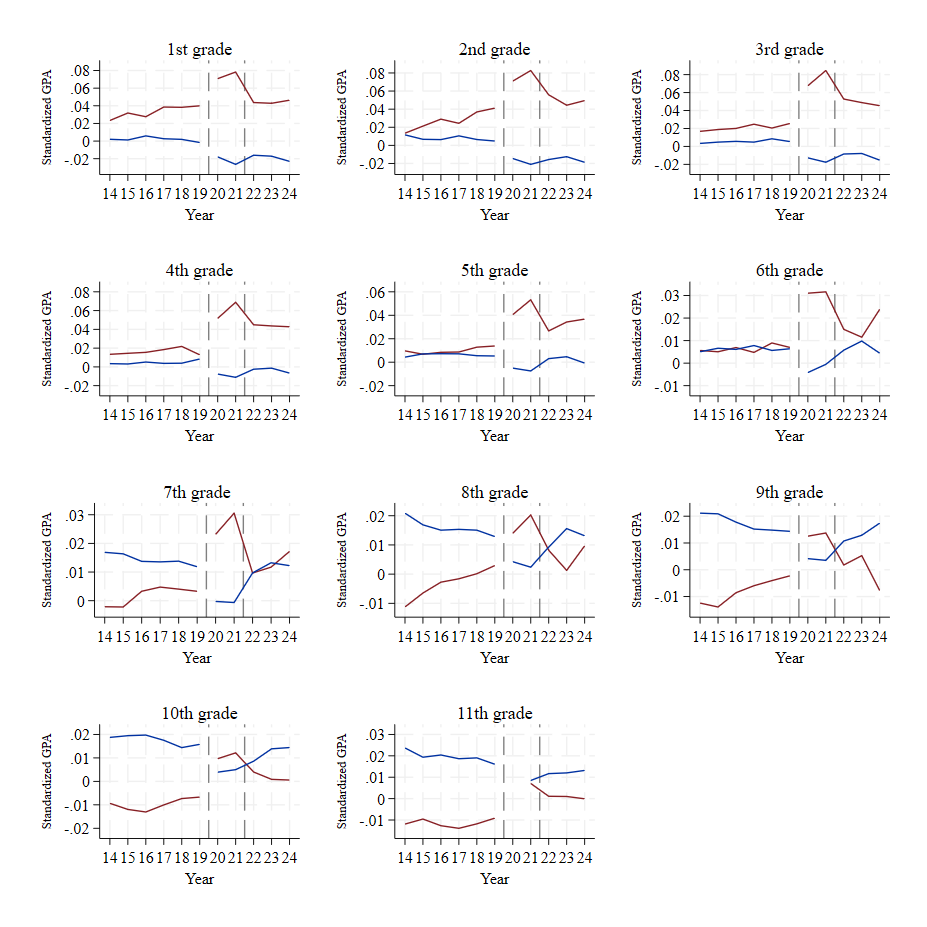 1st grade
Standardized GPA
.08
.06
.04
.02
0
-.02
14 15 16 17 18 19 20 21 22 23 24
Year
2nd grade
Standardized GPA
.08
.06
.04
.02
0
-.02
14 15 16 17 18 19 20 21 22 23 24
Year
3rd grade
Standardized GPA
.08
.06
.04
.02
0
-.02
14 15 16 17 18 19 20 21 22 23 24
Year
4th grade
Standardized GPA
.08
.06
.04
.02
0
-.02
14 15 16 17 18 19 20 21 22 23 24
Year
5th grade
Standardized GPA
.06
.04
.02
0
-.02
14 15 16 17 18 19 20 21 22 23 24
Year
6th grade
Standardized GPA
.03
.02
.01
0
-.01
14 15 16 17 18 19 20 21 22 23 24
Year
7th grade
Standardized GPA
.03
.02
.01
0
14 15 16 17 18 19 20 21 22 23 24
Year
8th grade
Standardized GPA
.02
.01
0
-.01
14 15 16 17 18 19 20 21 22 23 24
Year
9th grade
Standardized GPA
.02
.01
0
-.01
14 15 16 17 18 19 20 21 22 23 24
Year
10th grade
Standardized GPA
.02
.01
0
-.01
-.02
14 15 16 17 18 19 20 21 22 23 24
Year
11th grade
Standardized GPA
.03
.02
.01
0
-.01
14 15 16 17 18 19 20 21 22 23 24
Year